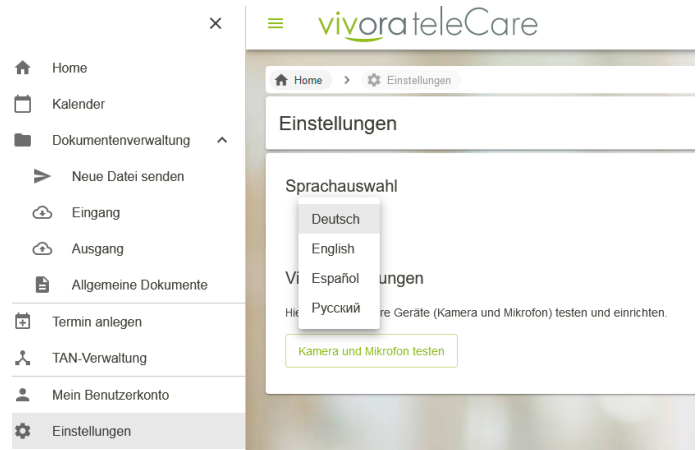 vivora teleCare
Home
Kalender
Dokumentenverwaltung
Neue Datei senden
Eingang
Ausgang
Allgemeine Dokumente
Termin anlegen
TAN-Verwaltung
Mein Benutzerkonto
Einstellungen
Home > Einstellungen
Einstellungen
Sprachauswahl
Deutsch
English
Español
Русский
Vi ungen
Hie re Geräte (Kamera und Mikrofon) testen und einrichten.
Kamera und Mikrofon testen